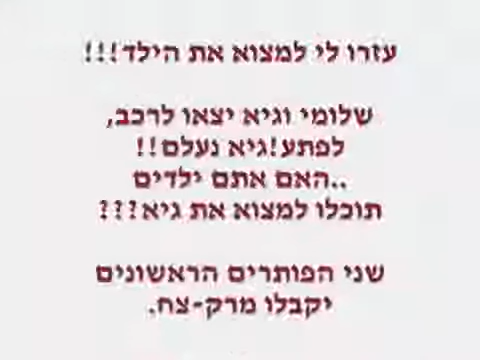 עזרו לי למצוא את הילד!!!
שלומי וגיא יצאו לרכב,
לפתע!גיא נעלם!!
האם אתם ילדים..
תוכלו למצוא את גיא???
שני הפותרים הראשונים
יקבלו מרק-צח.